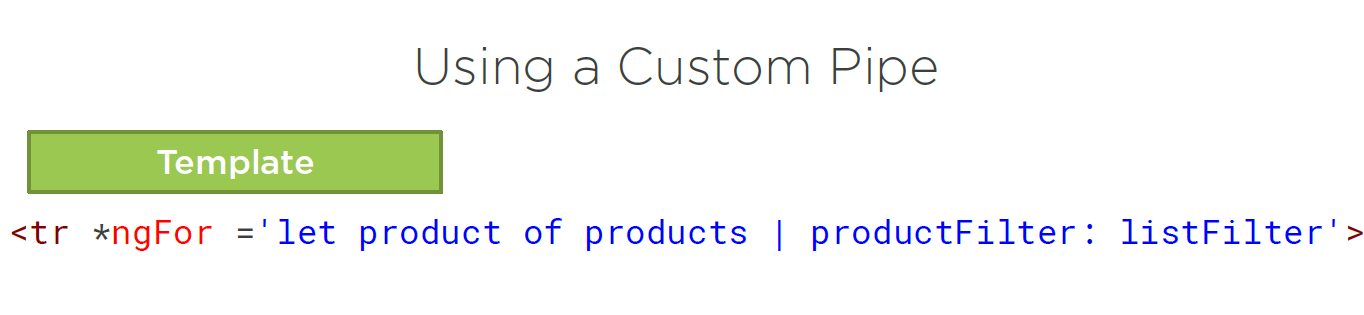 Using a Custom Pipe
Template
<tr *ngFor ='let product of products | productFilter: listFilter'>